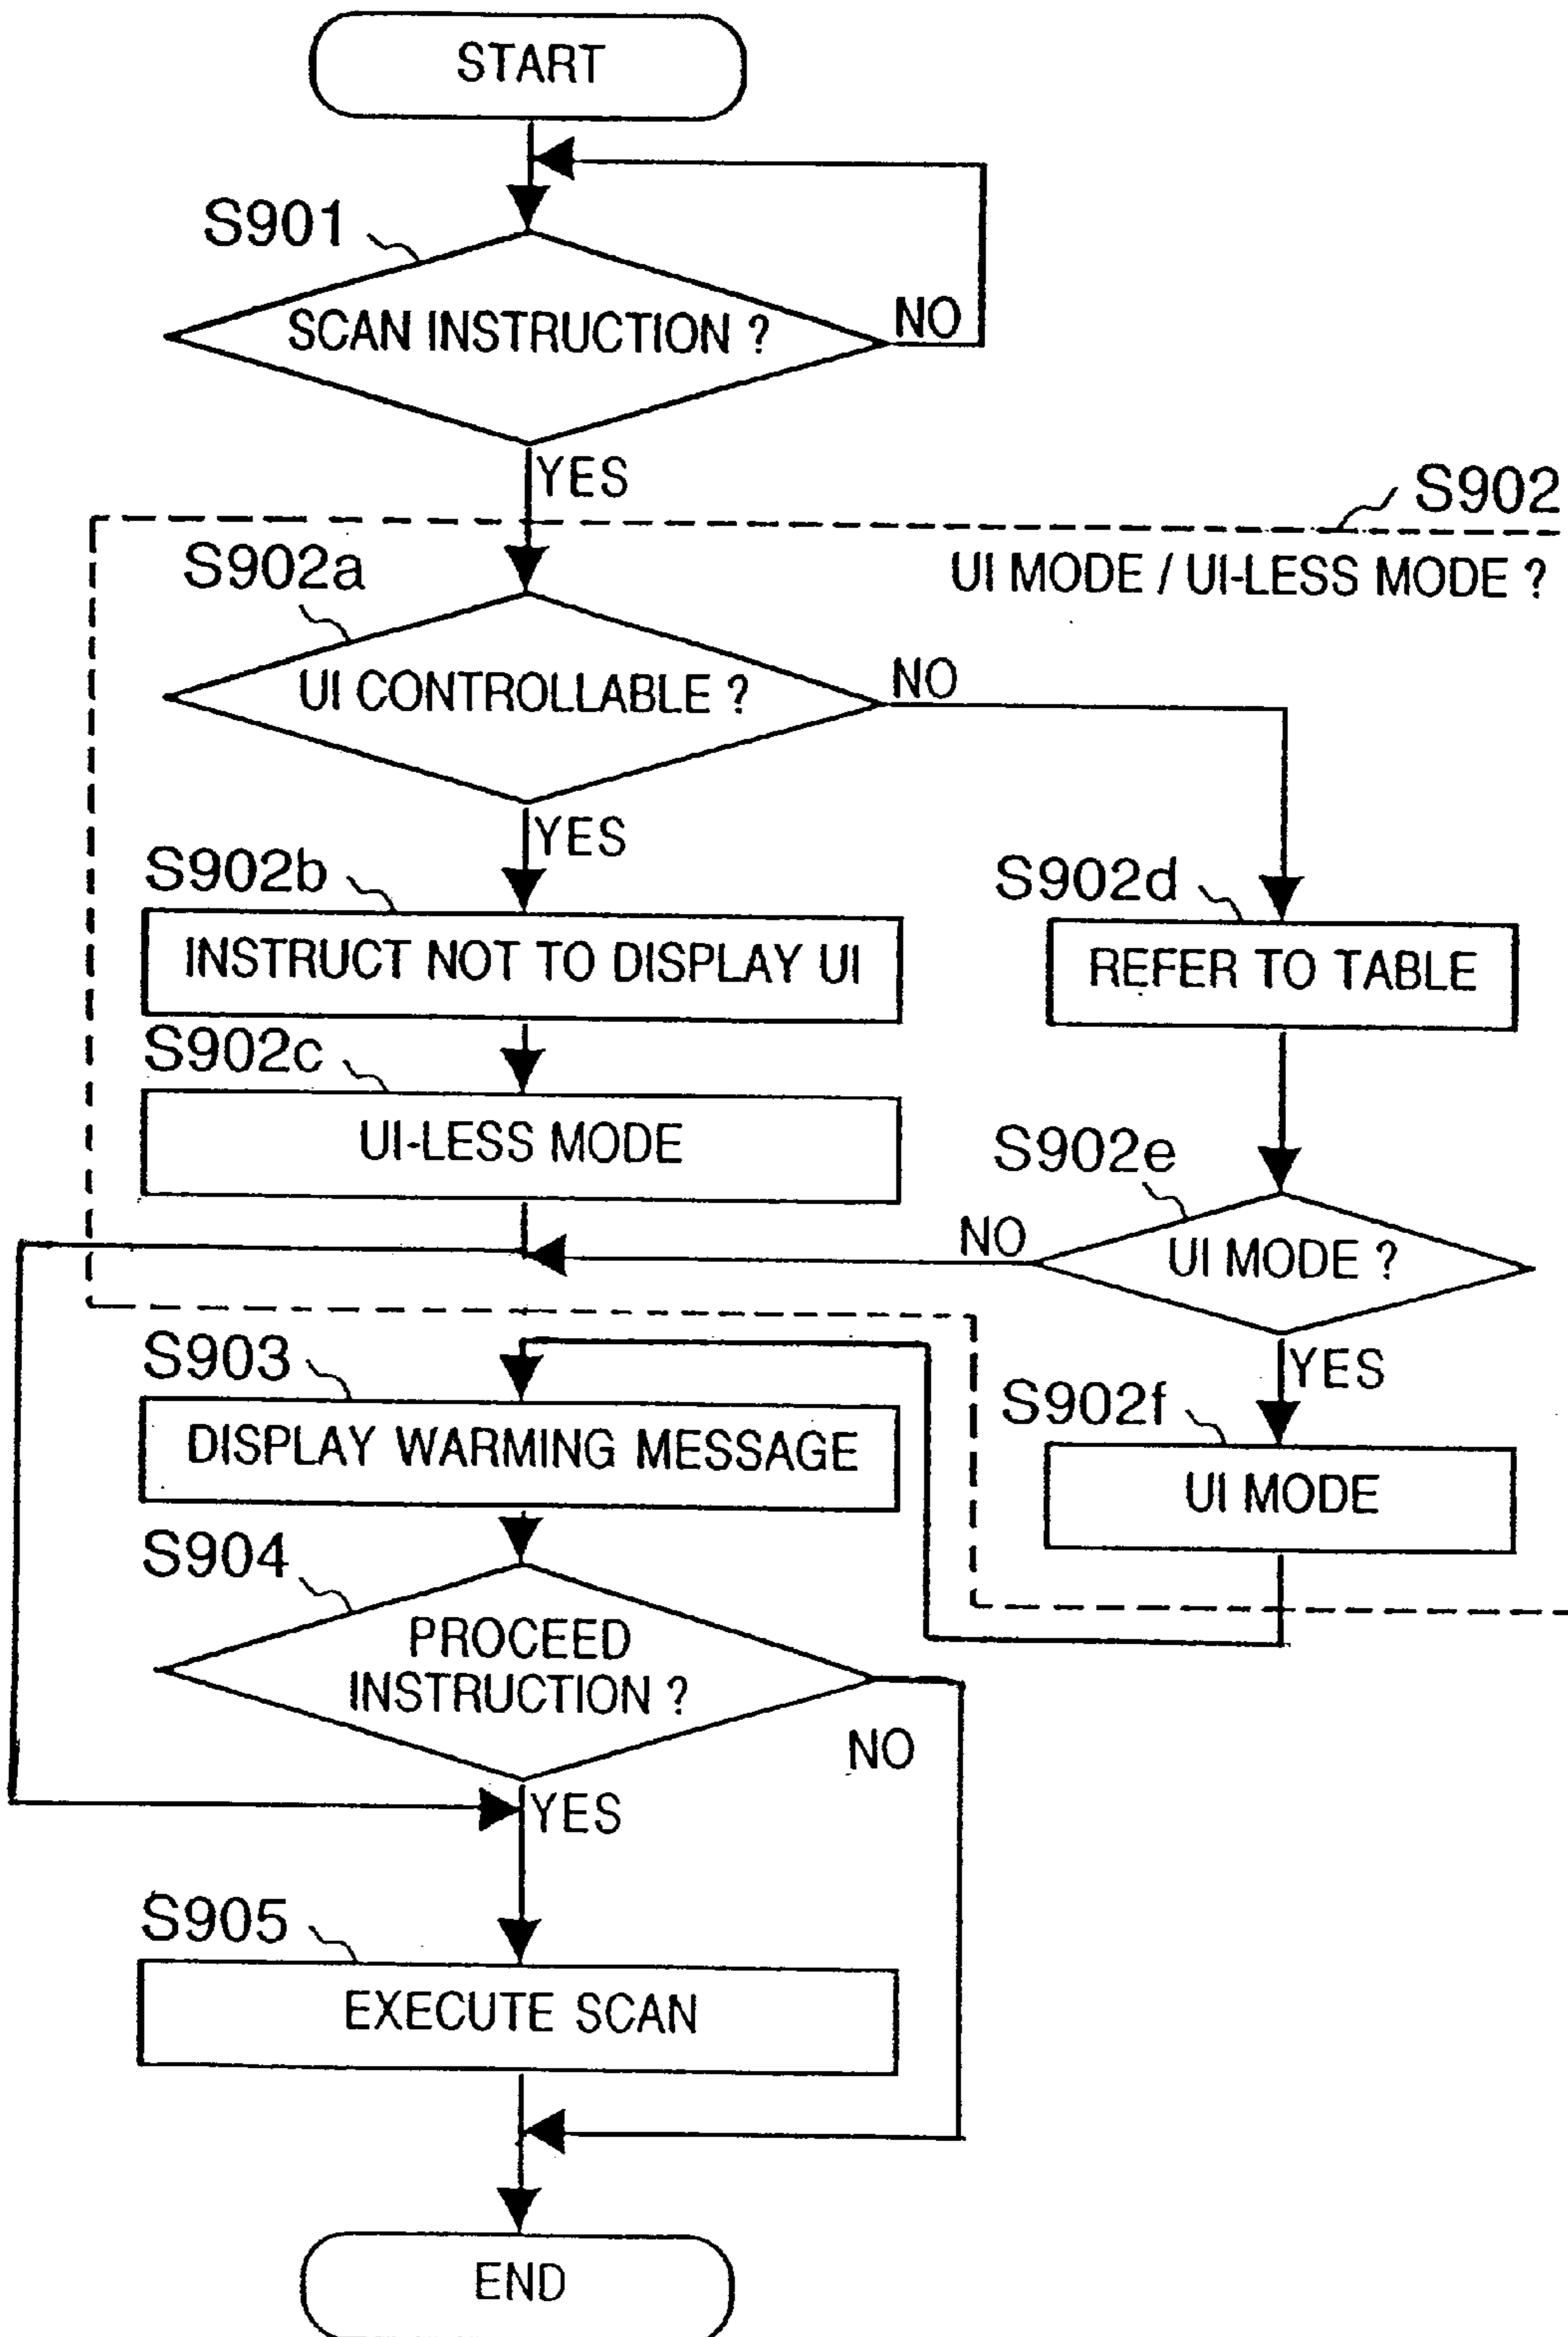 START
S901
SCAN INSTRUCTION ?
NO
YES
S902
UI MODE / UI-LESS MODE ?
S902a
UI CONTROLLABLE ?
NO
YES
S902b
INSTRUCT NOT TO DISPLAY UI
S902d
REFER TO TABLE
S902c
UI-LESS MODE
S902e
UI MODE ?
NO
YES
S903
DISPLAY WARMING MESSAGE
S902f
UI MODE
S904
PROCEED
INSTRUCTION ?
NO
YES
S905
EXECUTE SCAN
END